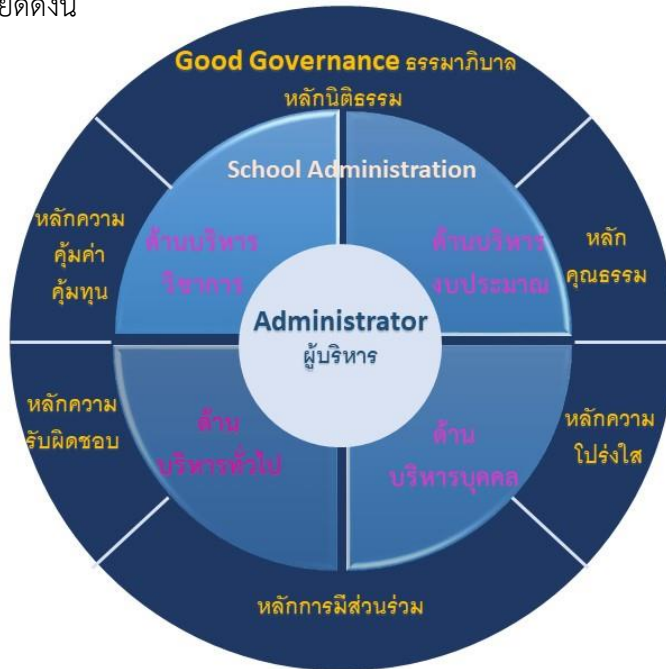 ยดดังนี้
Good Governance ธรรมาภิบาล
หลักนิติธรรม
School Administration
หลักความ
คุ้มค่า
คุ้มทุน
ด้านบริหาร
วิชาการ
ด้านบริหาร
งบประมาณ
หลัก
คุณธรรม
Administrator
ผู้บริหาร
หลักความ
รับผิดชอบ
ด้าน
บริหารทั่วไป
ด้าน
บริหารบุคคล
หลักความ
โปร่งใส
หลักการมีส่วนร่วม